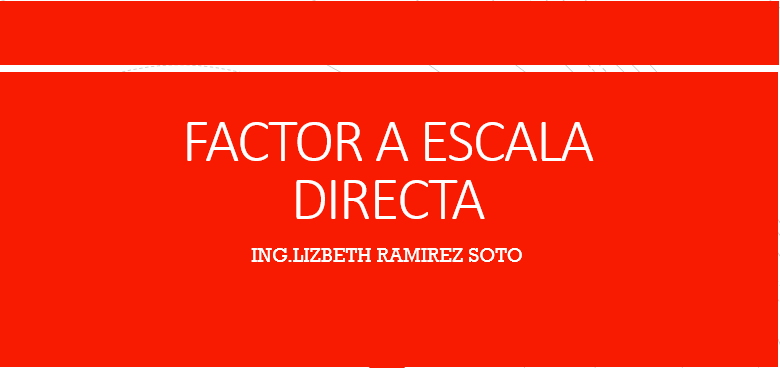 FACTOR A ESCALA
DIRECTA
ING.LIZBETH RAMIREZ SOTO